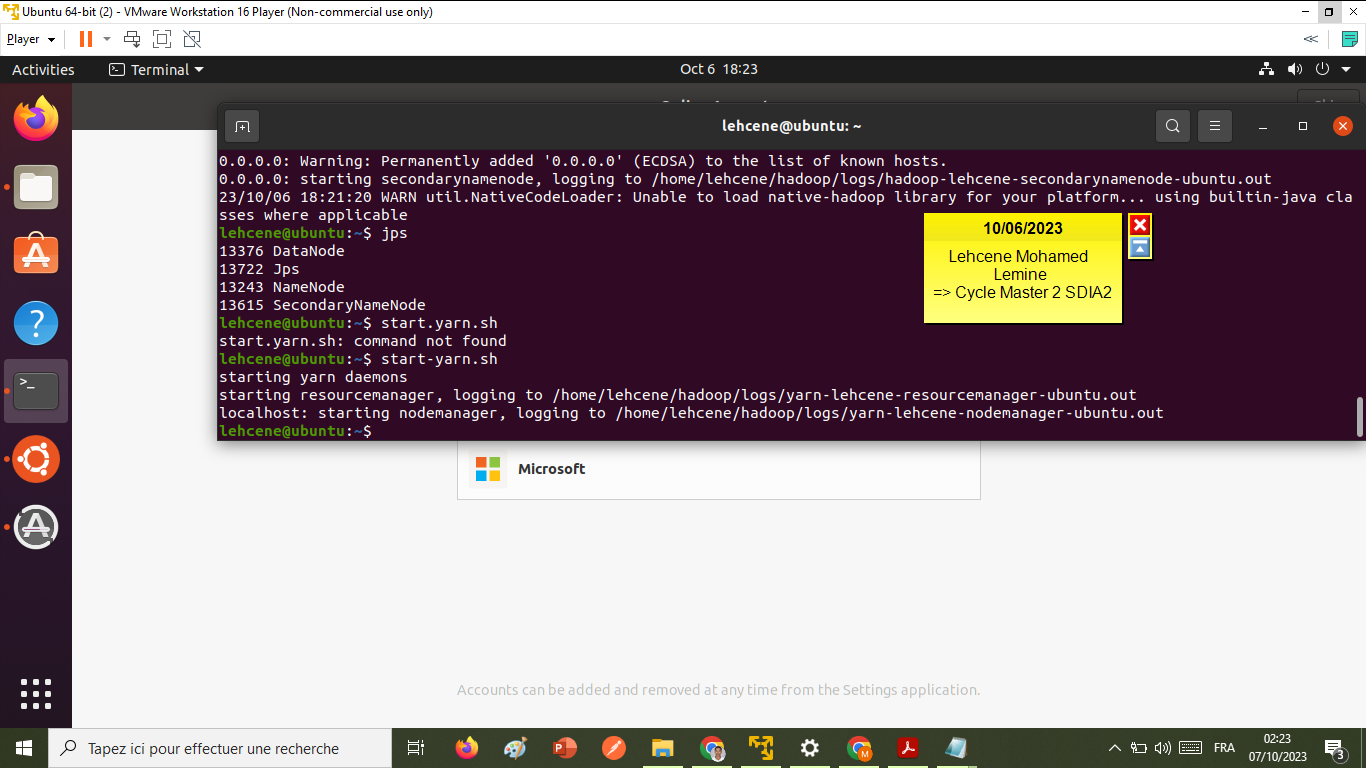 Ubuntu 64-bit (2) - VMware Workstation 16 Player (Non-commercial use only)
Player
Activities
Terminal
Oct 6 18:23
lehcene@ubuntu: ~
0.0.0.0: Warning: Permanently added '0.0.0.0' (ECDSA) to the list of known hosts.
0.0.0.0: starting secondarynamenode, logging to /home/lehcene/hadoop/logs/hadoop-lehcene-secondarynamenode-ubuntu.out
23/10/06 18:21:20 WARN util.NativeCodeLoader: Unable to load native-hadoop library for your platform... using builtin-java cla
sses where applicable
lehcene@ubuntu:~$ jps
13376 DataNode
13722 Jps
13243 NameNode
13615 SecondaryNameNode
lehcene@ubuntu:~$ start.yarn.sh
start.yarn.sh: command not found
lehcene@ubuntu:~$ start-yarn.sh
starting yarn daemons
starting resourcemanager, logging to /home/lehcene/hadoop/logs/yarn-lehcene-resourcemanager-ubuntu.out
localhost: starting nodemanager, logging to /home/lehcene/hadoop/logs/yarn-lehcene-nodemanager-ubuntu.out
lehcene@ubuntu:~$
10/06/2023
Lehcene Mohamed
Lemine
=> Cycle Master 2 SDIA2
Microsoft
Accounts can be added and removed at any time from the Settings application.
Tapez ici pour effectuer une recherche
FRA
02:23
07/10/2023
3